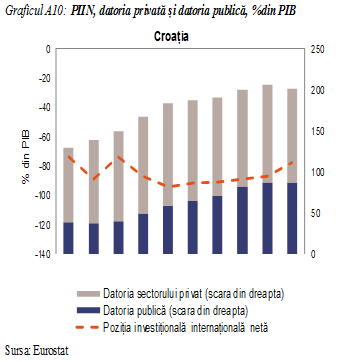 Graficul A10: PIIN, datoria privată și datoria publică, %din PIB
Croația
0
-20
-40
-60
-80
-100
-120
-140
% din PIB
250
200
150
100
50
0
Datoria sectorului privat (scara din dreapta)
Datoria publică (scara din dreapta)
Poziția investițională internațională netă
Sursa: Eurostat